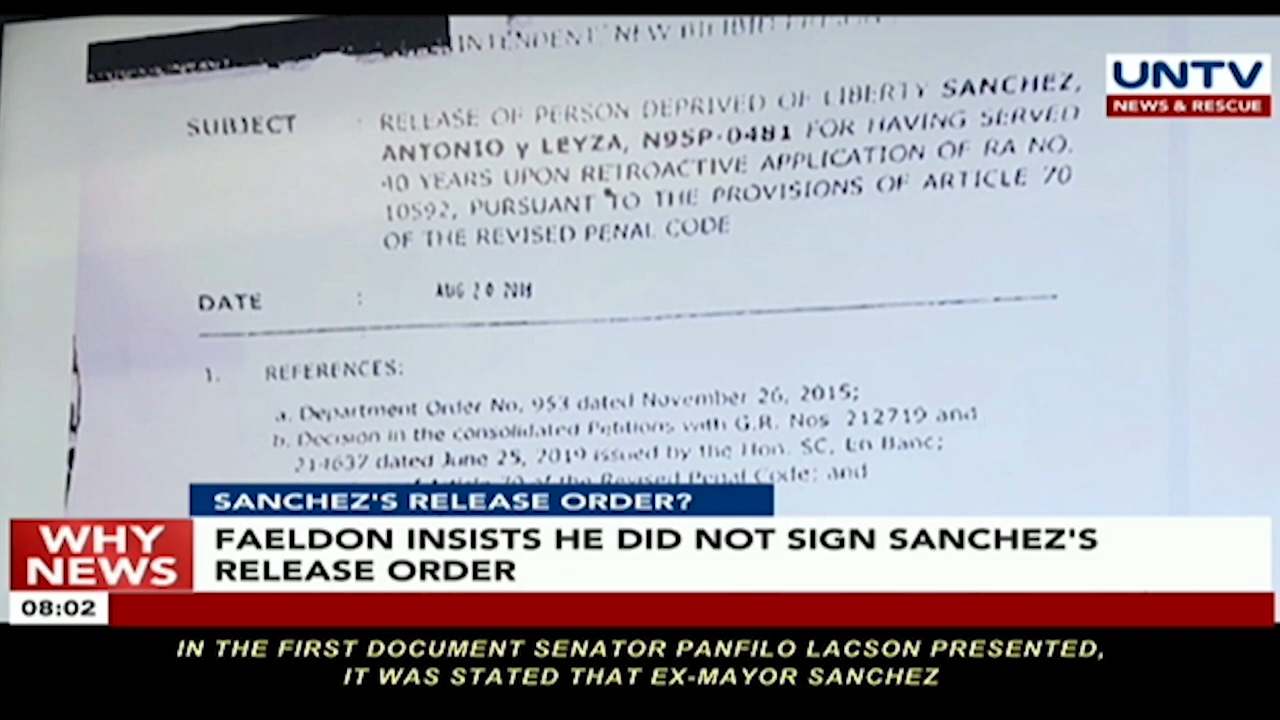 INTENDENT, NEW BILIBID
UNTV
NEWS & RESCUE
SUBJECT : RELEASE OF PERSON DEPRIVED OF LIBERTY SANCHEZ,
ANTONIO y LEYZA, N95P-0481 FOR HAVING SERVED
40 YEARS UPON RETROACTIVE APPLICATION OF RA NO.
10592, PURSUANT TO THE PROVISIONS OF ARTICLE 70
OF THE REVISED PENAL CODE
DATE : AUG 20
1. REFERENCES:
a. Department Order No. 953 dated November 26, 2015;
b. Decision in the consolidated Petitions with G.R. Nos 212719 and
214637 dated June 25, 2019 issued by the Hon. SC, En Banc;
70 of the Revised Penal Code; and
SANCHEZ'S RELEASE ORDER?
WHY NEWS
FAELDON INSISTS HE DID NOT SIGN SANCHEZ'S
RELEASE ORDER
08:02
IN THE FIRST DOCUMENT SENATOR PANFILO LACSON PRESENTED,
IT WAS STATED THAT EX-MAYOR SANCHEZ